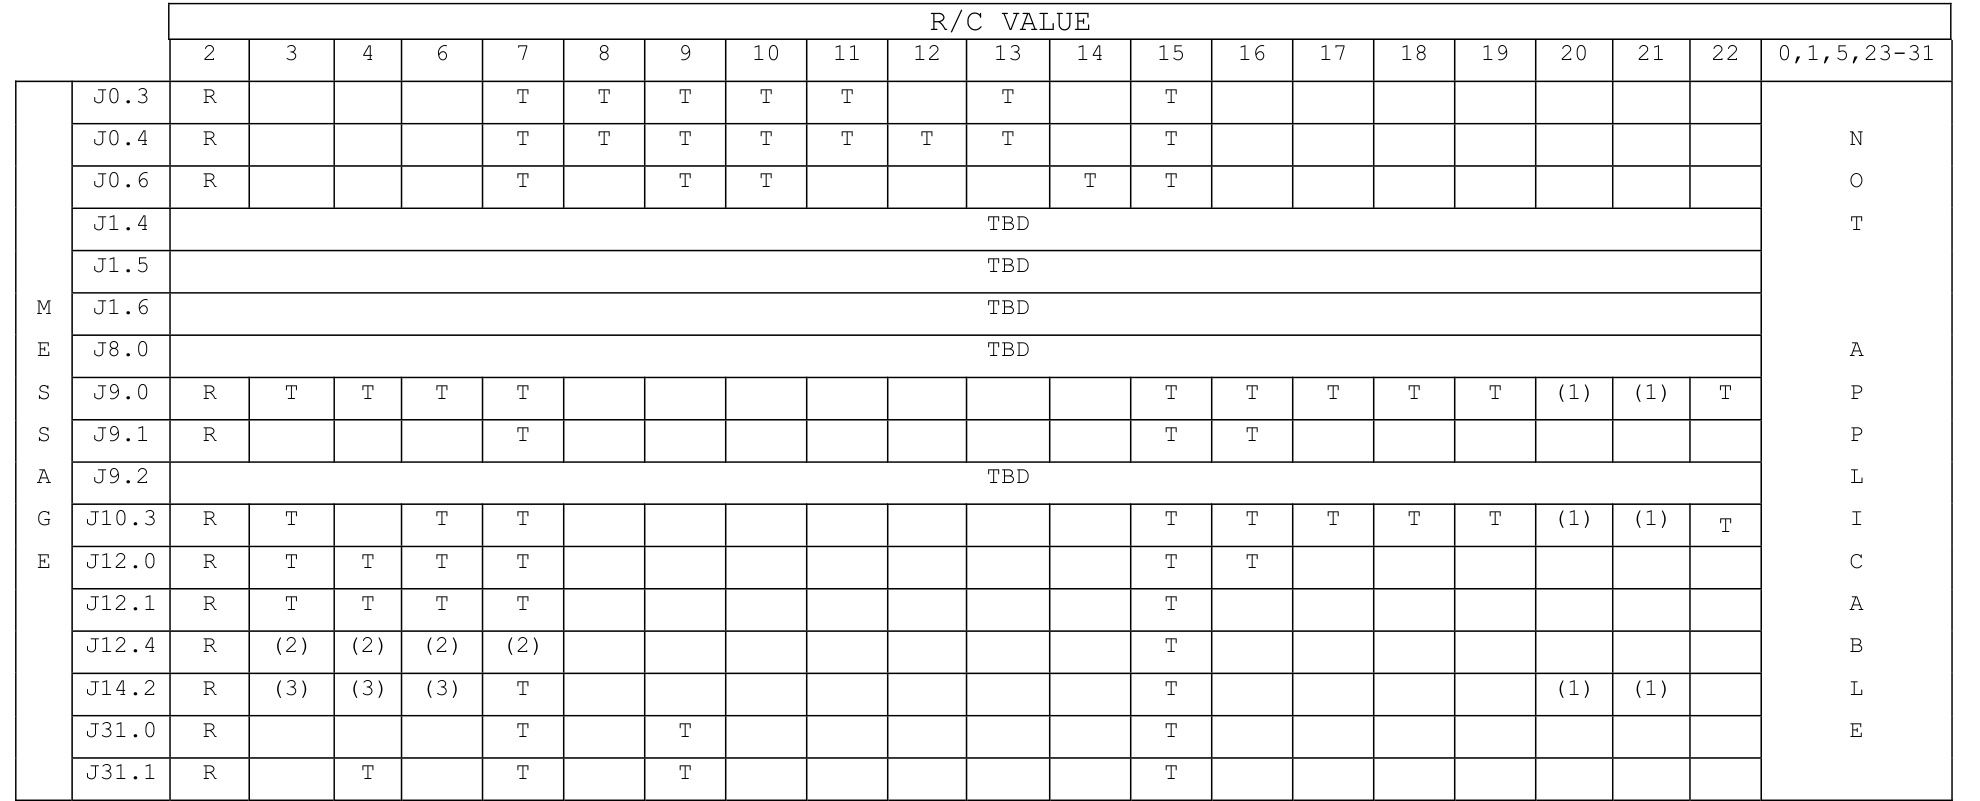 R/C VALUE
2 3 4 6 7 8 9 10 11 12 13 14 15 16 17 18 19 20 21 22 0,1,5,23-31
J0.3 R T T T T T T T
J0.4 R T T T T T T T T N
J0.6 R T T T T T O
J1.4 TBD T
J1.5 TBD
M J1.6 TBD
E J8.0 TBD A
S J9.0 R T T T T T T T T T (1) (1) T P
S J9.1 R T T T P
A J9.2 TBD L
G J10.3 R T T T T T T T T (1) (1) T I
E J12.0 R T T T T T T C
J12.1 R T T T T T A
J12.4 R (2) (2) (2) (2) T B
J14.2 R (3) (3) (3) T T (1) (1) L
J31.0 R T T T E
J31.1 R T T T T